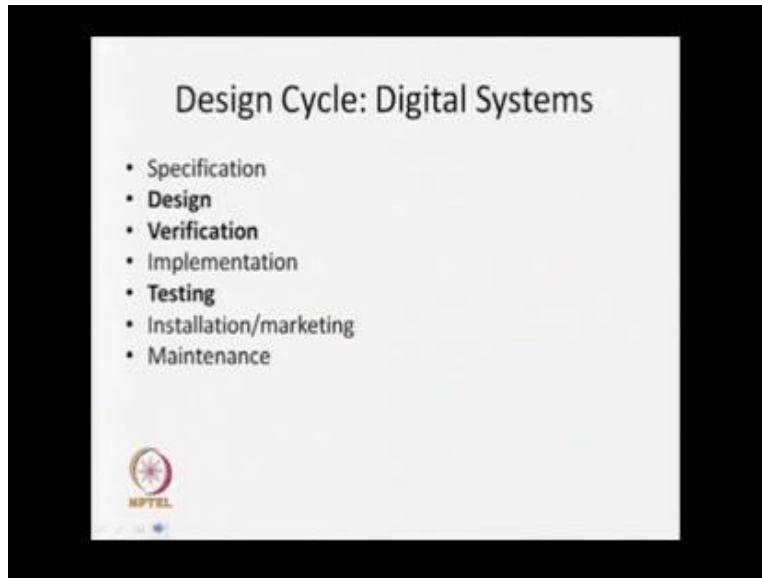 Design Cycle: Digital Systems
• Specification
• Design
• Verification
• Implementation
• Testing
• Installation/marketing
• Maintenance
NPTEL